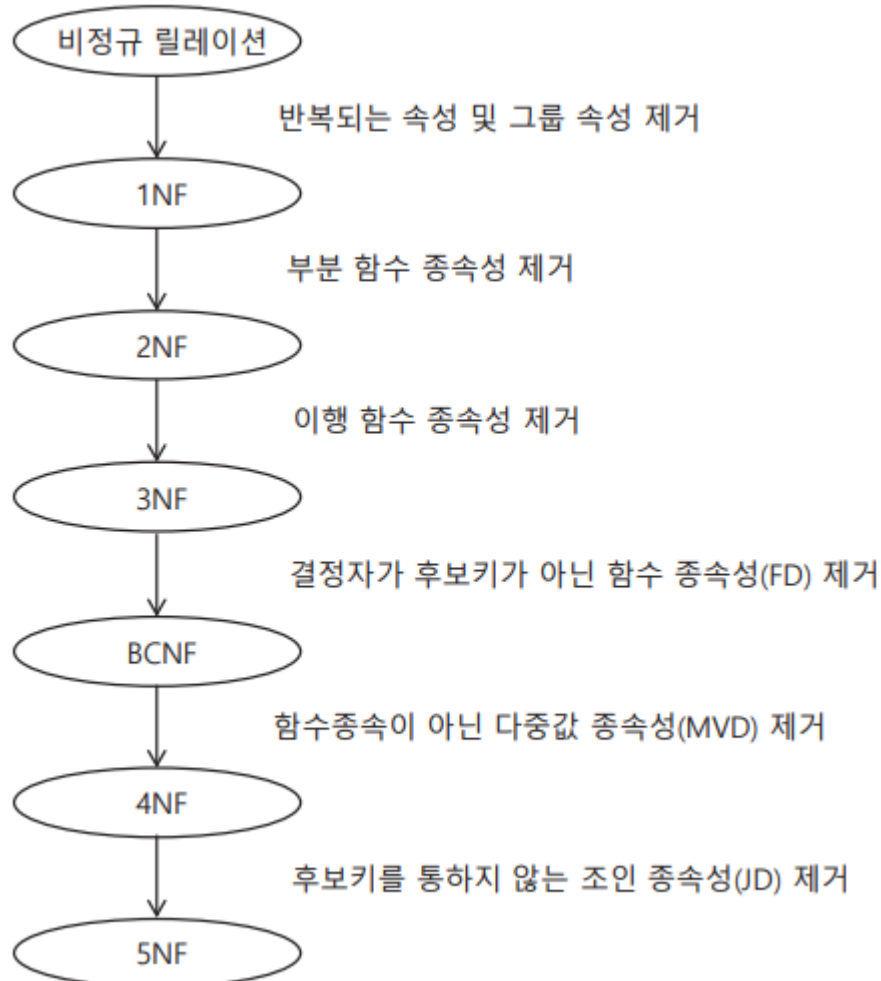 비정규 릴레이션
반복되는 속성 및 그룹 속성 제거
1NF
부분 함수 종속성 제거
2NF
이행 함수 종속성 제거
3NF
결정자가 후보키가 아닌 함수 종속성(FD) 제거
BCNF
함수종속이 아닌 다중값 종속성(MVD) 제거
4NF
후보키를 통하지 않는 조인 종속성(JD) 제거
5NF